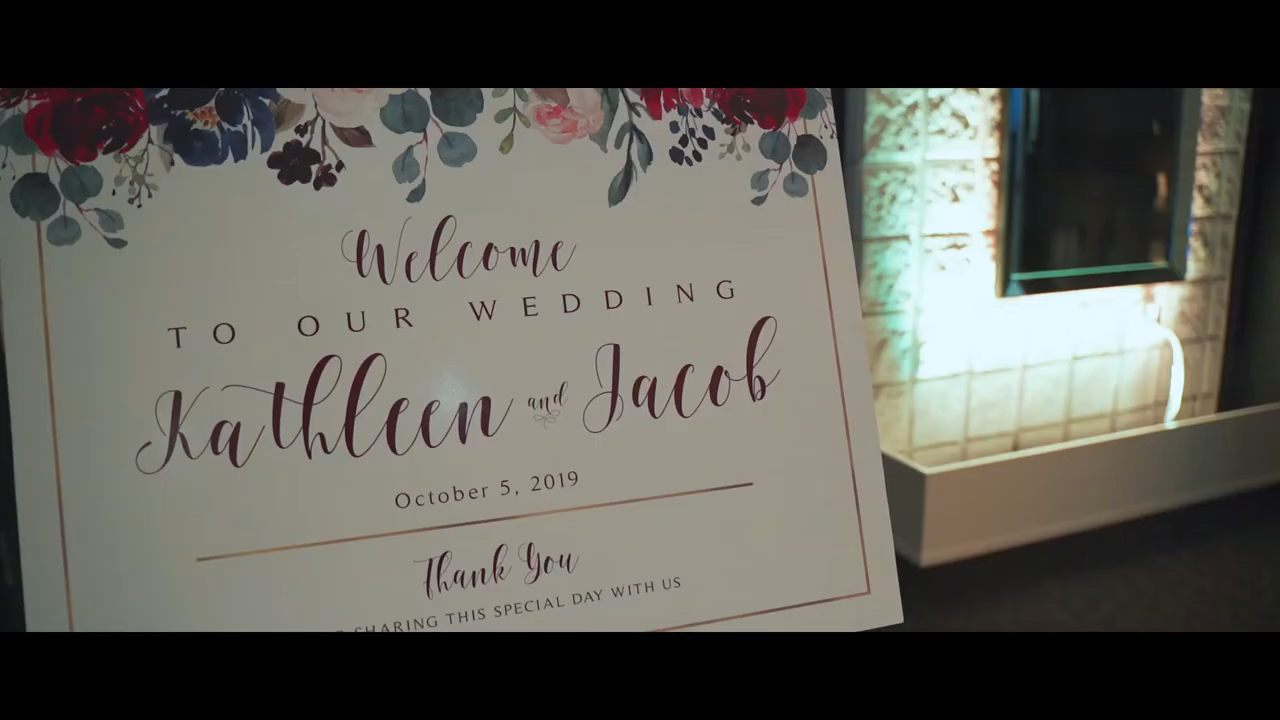 Welcome
TO OUR WEDDING
Kathleen and Jacob
October 5, 2019
Thank You
SHARING THIS SPECIAL DAY WITH US